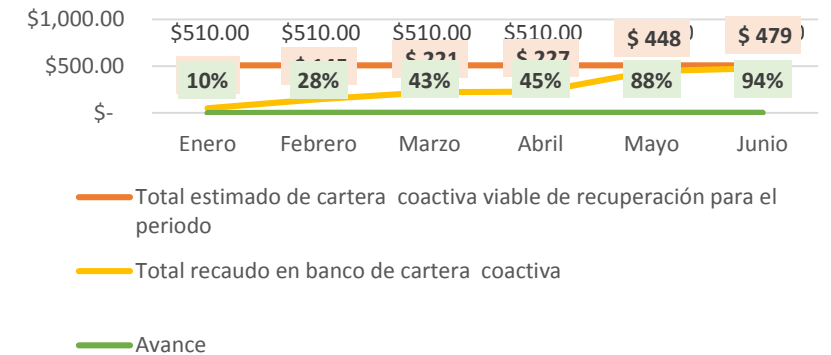 $1,000.00
$510.00 $510.00 $510.00 $510.00 $ 448 $ 479
$500.00
$ 221 $ 227
10% 28% 43% 45% 88% 94%
$-
Enero Febrero Marzo Abril Mayo Junio
Total estimado de cartera coactiva viable de recuperación para el
periodo
Total recaudo en banco de cartera coactiva
Avance